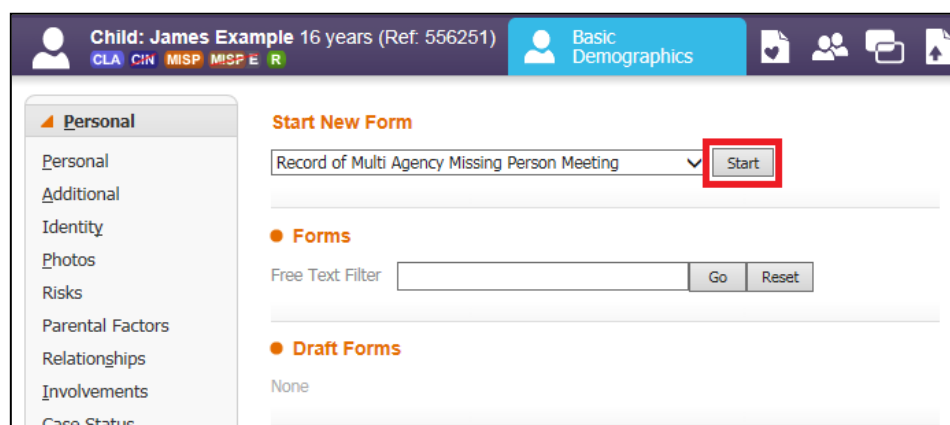 Child: James Example 16 years (Ref: 556251)
CLA CIN MISP MISP E R
Basic
Demographics
Personal
Start New Form
Record of Multi Agency Missing Person Meeting
Start
Personal
Additional
Identity
Photos
Risks
Parental Factors
Relationships
Involvements
Case Status
Forms
Free Text Filter
Go
Reset
Draft Forms
None